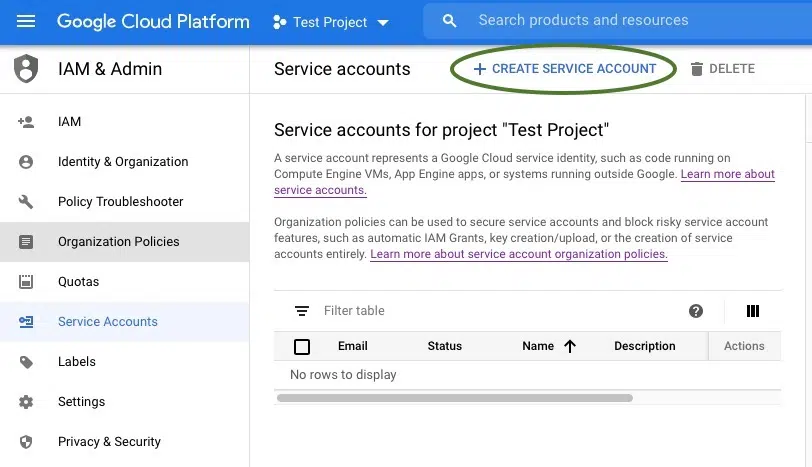 Google Cloud Platform
Test Project
Search products and resources
IAM & Admin
Service accounts
CREATE SERVICE ACCOUNT
DELETE
IAM
Identity & Organization
Policy Troubleshooter
Organization Policies
Quotas
Service Accounts
Labels
Settings
Privacy & Security
Service accounts for project "Test Project"
A service account represents a Google Cloud service identity, such as code running on
Compute Engine VMs, App Engine apps, or systems running outside Google. Learn more about
service accounts.
Organization policies can be used to secure service accounts and block risky service account
features, such as automatic IAM Grants, key creation/upload, or the creation of service
accounts entirely. Learn more about service account organization policies.
Filter table
Email Status Name Description Actions
No rows to display